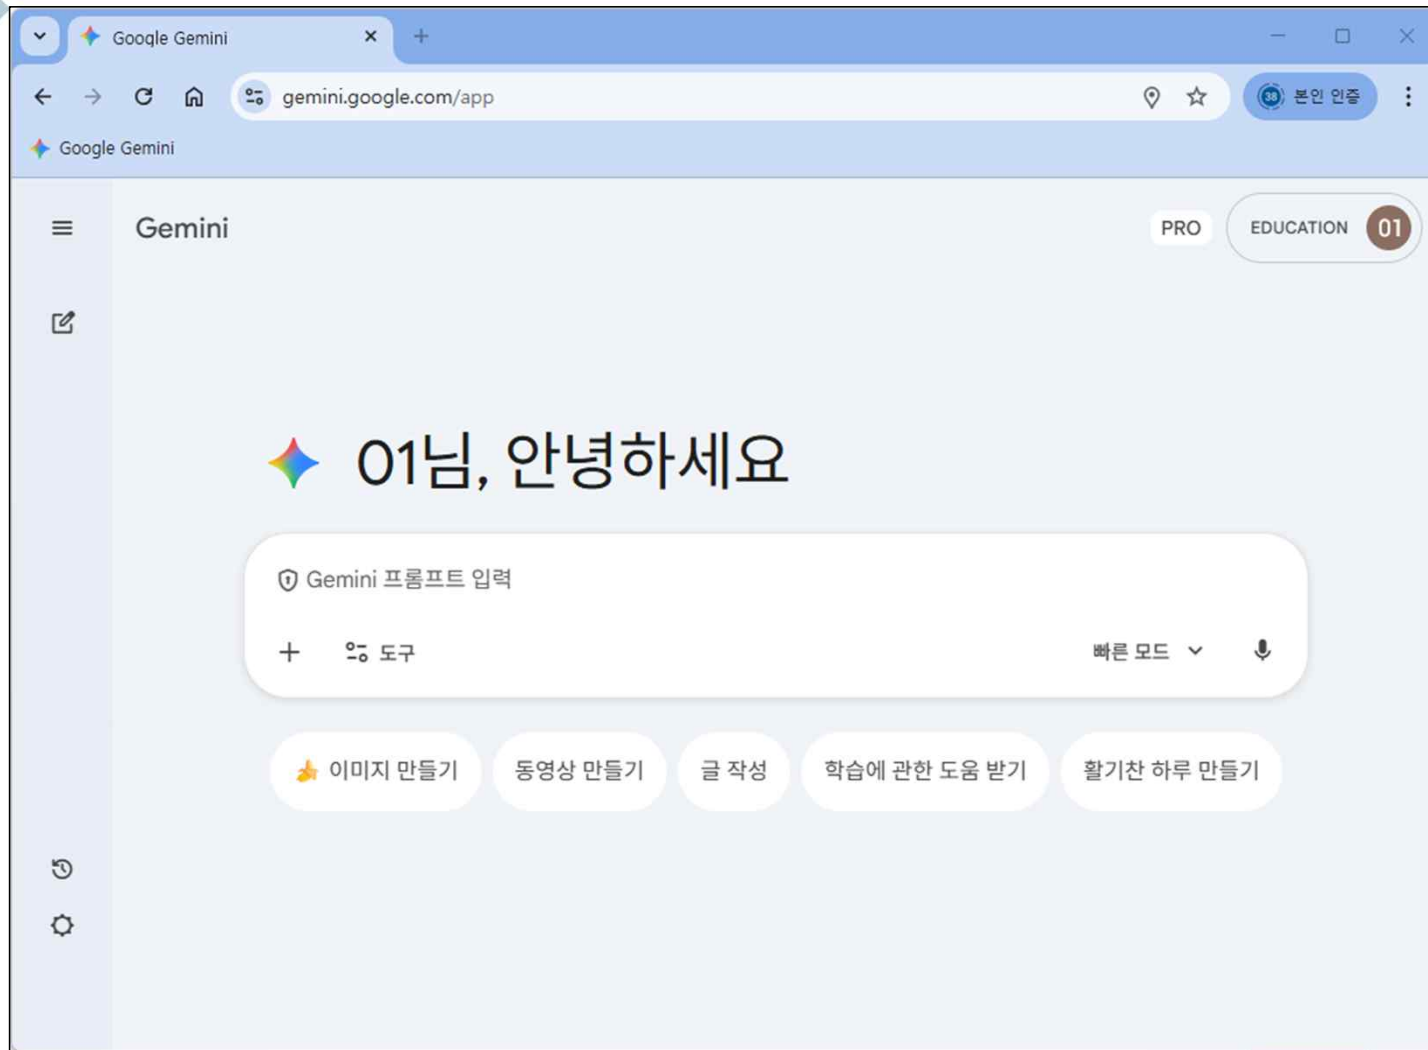 Google Gemini
gemini.google.com/app
38 본인 인증
Google Gemini
Gemini
PRO
EDUCATION 01
01님, 안녕하세요
Gemini 프롬프트 입력
도구
빠른 모드
이미지 만들기
동영상 만들기
글 작성
학습에 관한 도움 받기
활기찬 하루 만들기